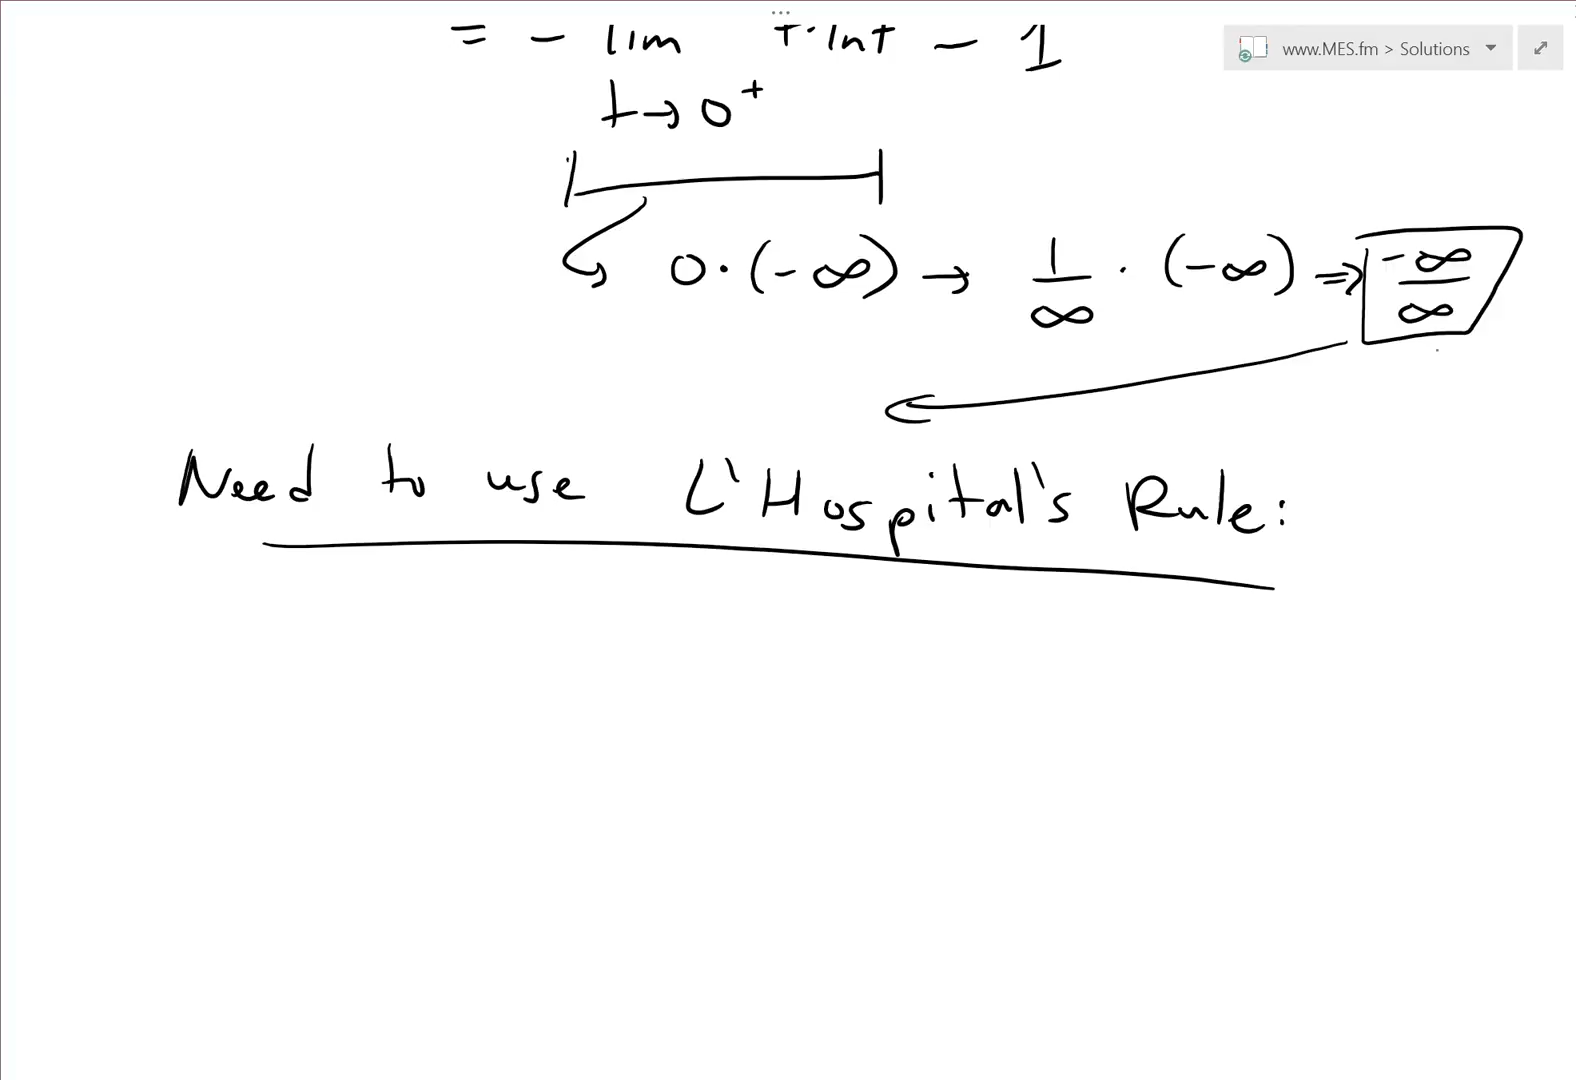 = - lim t·lnt - 1
www.MES.fm > Solutions
t→0⁺
0·(-∞) → 1/∞ · (-∞) ⇒ -∞/∞
Need to use L'Hospital's Rule: